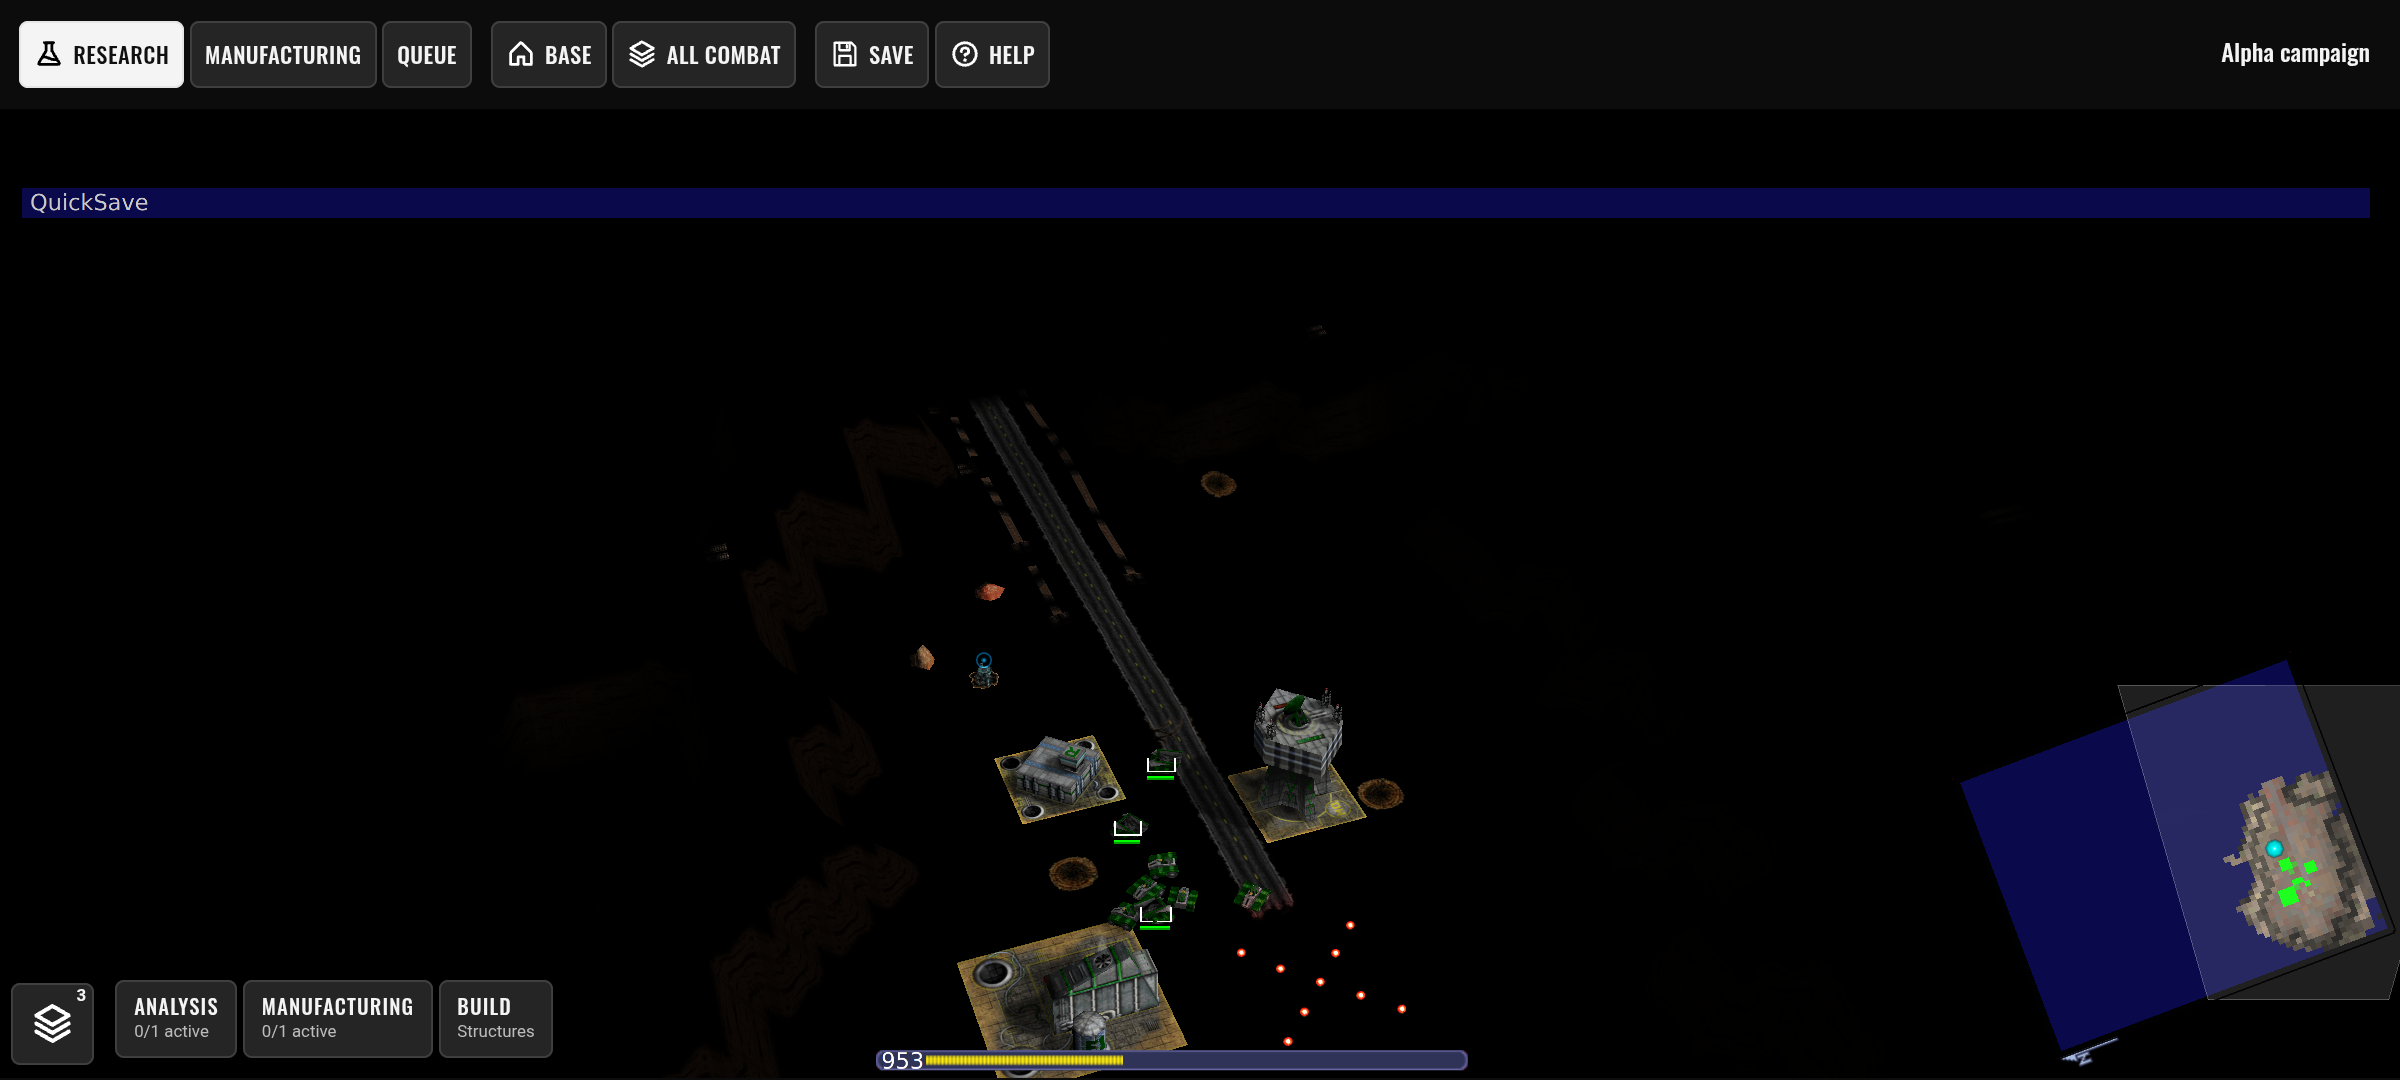 RESEARCH
MANUFACTURING
QUEUE
BASE
ALL COMBAT
SAVE
HELP
Alpha campaign
QuickSave
3
ANALYSIS
0/1 active
MANUFACTURING
0/1 active
BUILD
Structures
953
N